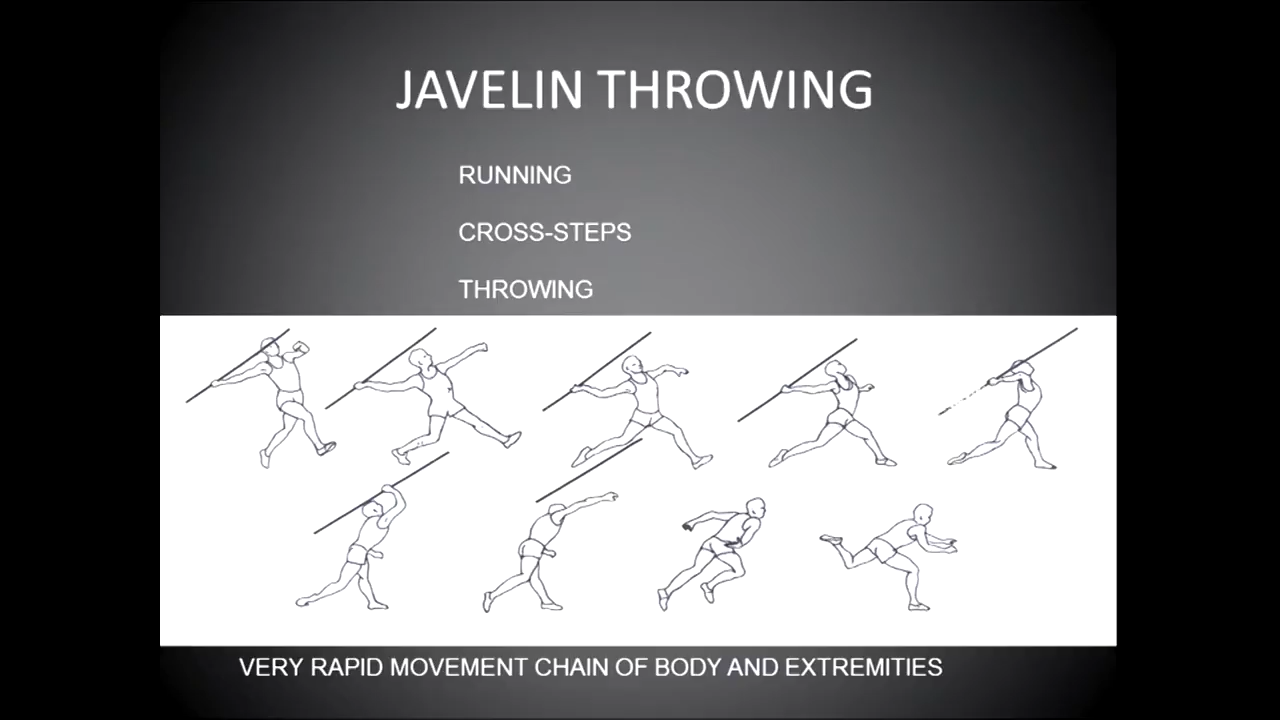 JAVELIN THROWING
RUNNING
CROSS-STEPS
THROWING
VERY RAPID MOVEMENT CHAIN OF BODY AND EXTREMITIES